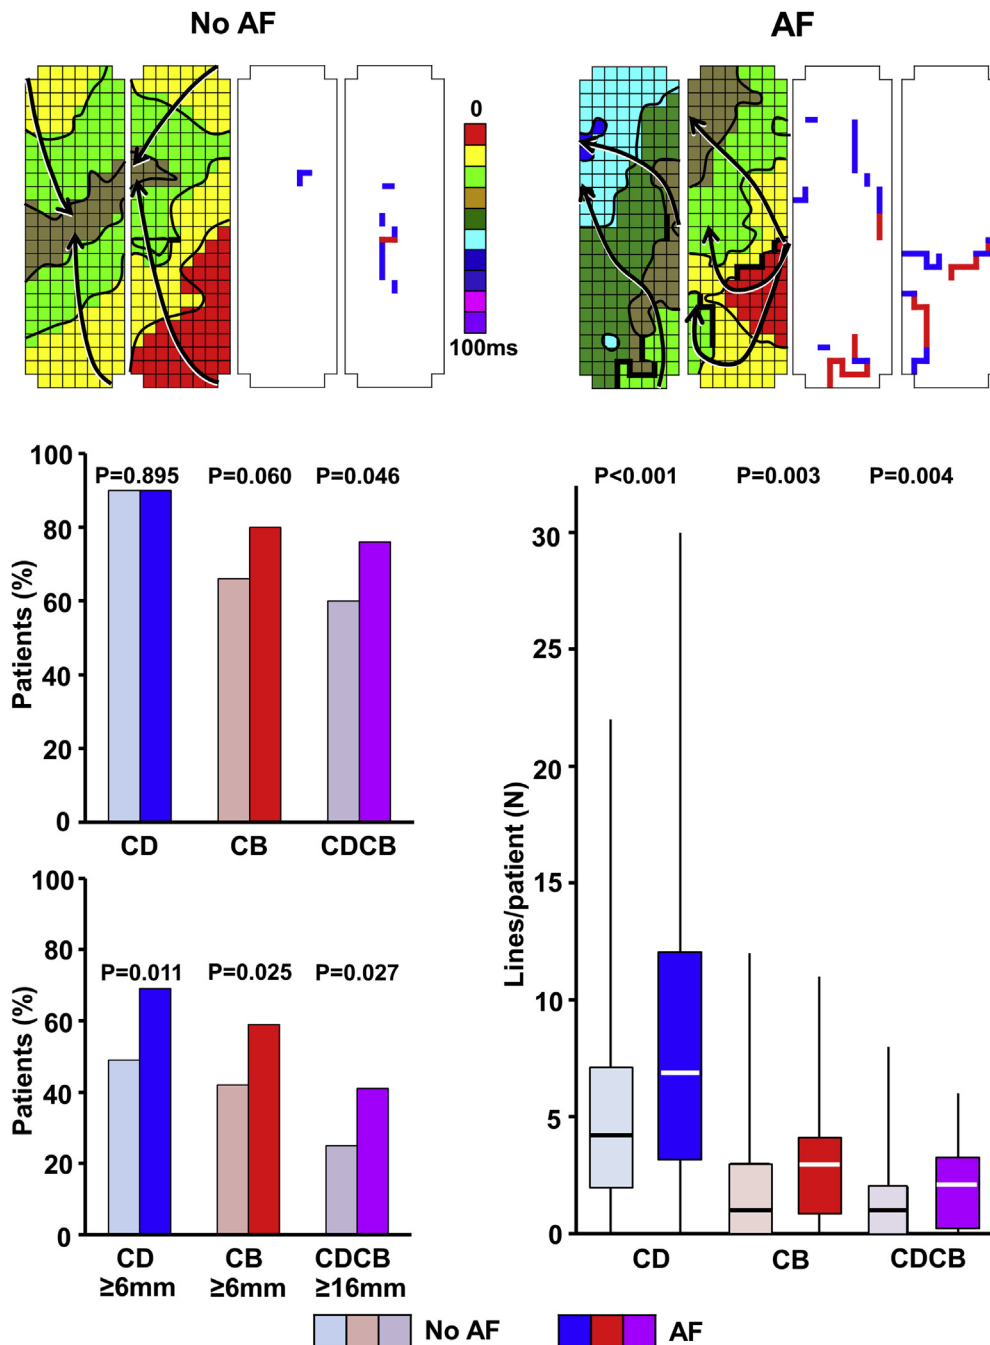 No AF
AF
0
100ms
100
80
60
40
20
0
Patients (%)
P=0.895 P=0.060 P=0.046
CD CB CDCB
100
80
60
40
20
0
Patients (%)
P=0.011 P=0.025 P=0.027
CD CB CDCB
≥6mm ≥6mm ≥16mm
P<0.001 P=0.003 P=0.004
30
25
20
15
10
5
0
Lines/patient (N)
CD CB CDCB
No AF AF